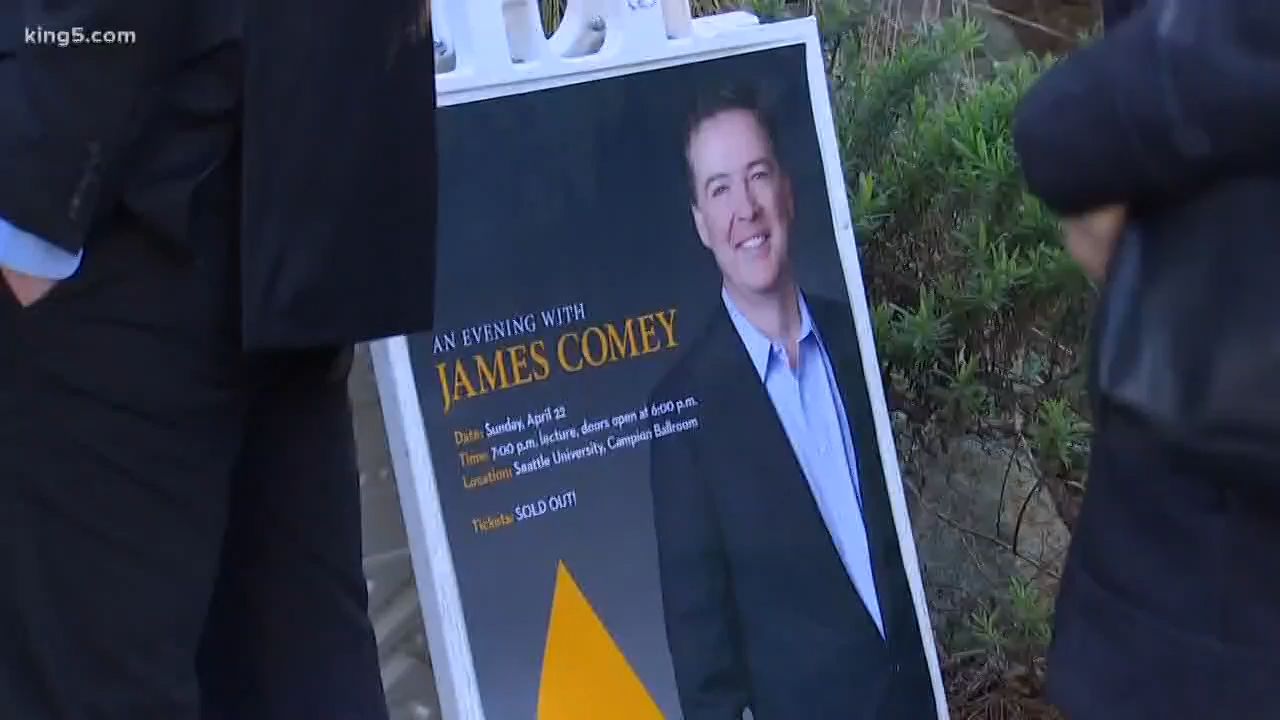 king5.com
AN EVENING WITH
JAMES COMEY
Date: Sunday, April 22
Time: 7:00 p.m. lecture, doors open at 6:00 p.m.
Location: Seattle University, Campion Ballroom
Tickets: SOLD OUT!